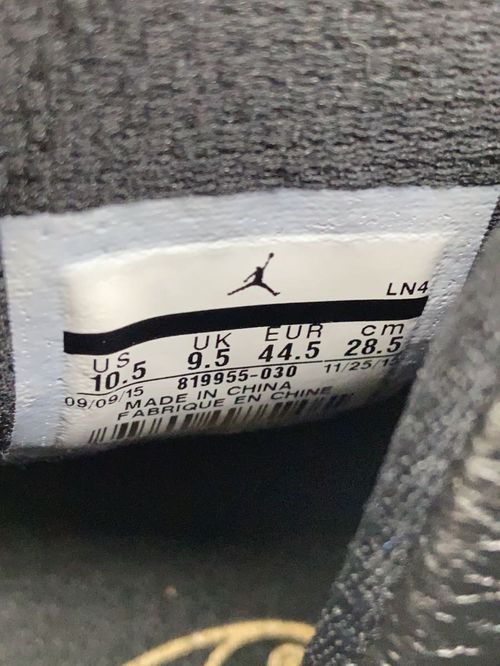 LN4
US UK EUR cm
10.5 9.5 44.5 28.5
09/09/15 819955-030 11/25/15
MADE IN CHINA
FABRIQUE EN CHINE